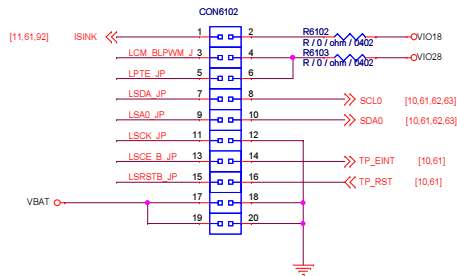 CON6102
[11,61,92] ISINK 1 2 R6102 VIO18
R / 0 / ohm / 0402
LCM_BLPWM_J 3 4 R6103 VIO28
R / 0 / ohm / 0402
LPTE_JP 5 6
LSDA_JP 7 8 SCL0 [10,61,62,63]
LSA0_JP 9 10 SDA0 [10,61,62,63]
LSCK_JP 11 12
LSCE_B_JP 13 14 TP_EINT [10,61]
LSRSTB_JP 15 16 TP_RST [10,61]
VBAT 17 18
19 20